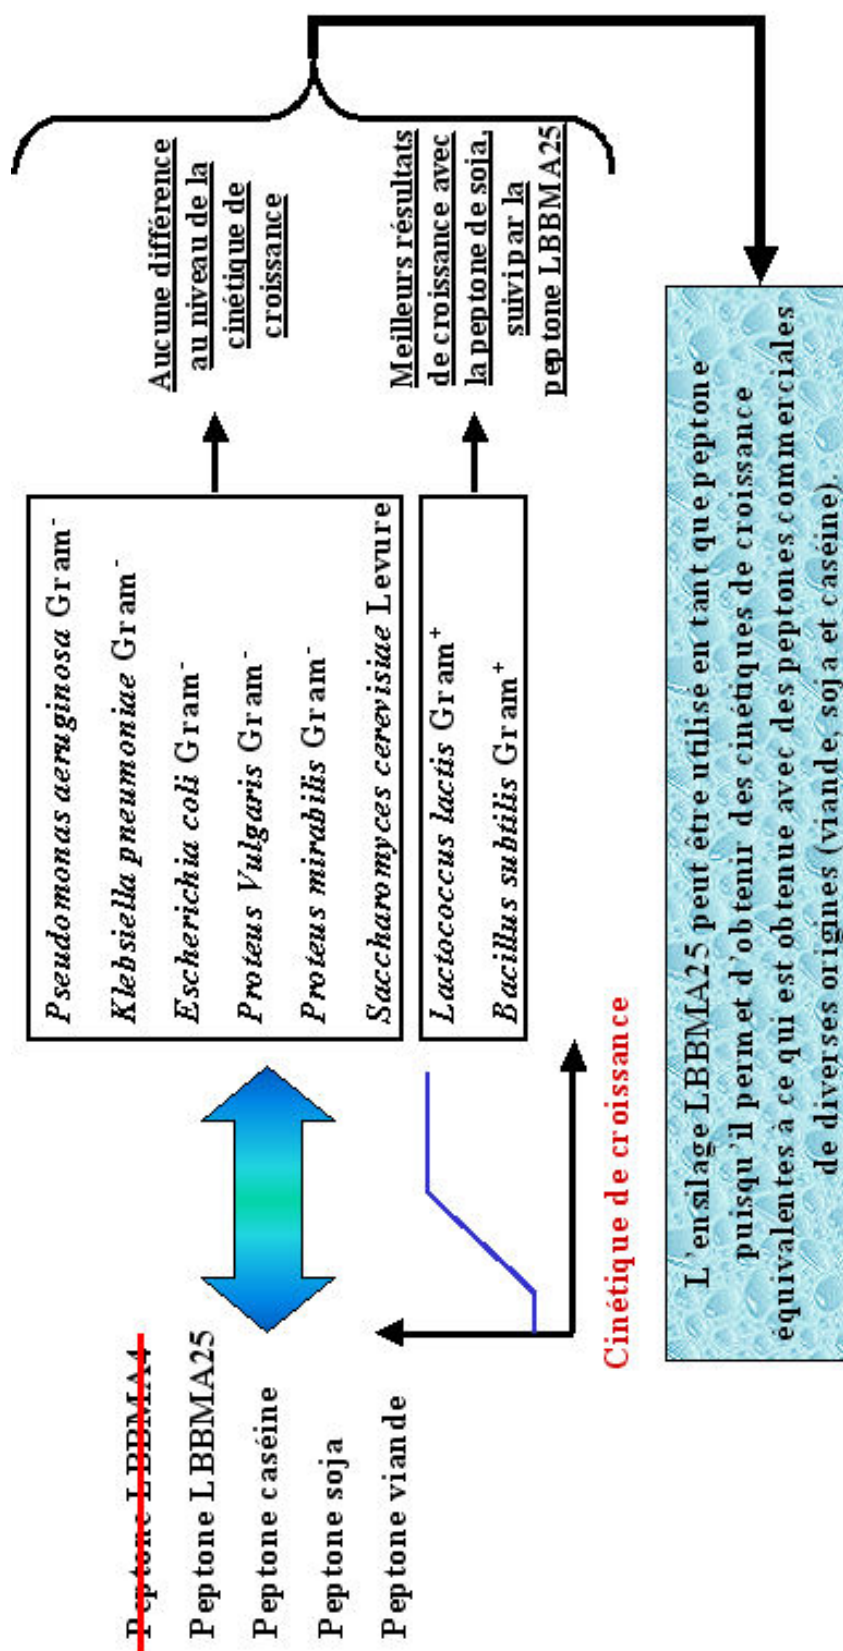 Peptone LBBMA4
Peptone LBBMA25
Peptone caséine
Peptone soja
Peptone viande
Cinétique de croissance
Pseudomonas aeruginosa Gram⁻
Klebsiella pneumoniae Gram⁻
Escherichia coli Gram⁻
Proteus Vulgaris Gram⁻
Proteus mirabilis Gram⁻
Saccharomyces cerevisiae Levure
Lactococcus lactis Gram⁺
Bacillus subtilis Gram⁺
Aucune différence
au niveau de la
cinétique de
croissance
Meilleurs résultats
de croissance avec
la peptone de soja,
suivi par la
peptone LBBMA25
L'ensilage LBBMA25 peut être utilisé en tant que peptone
puisqu'il permet d'obtenir des cinétiques de croissance
équivalentes à ce qui est obtenue avec des peptones commerciales
de diverses origines (viande, soja et caséine).